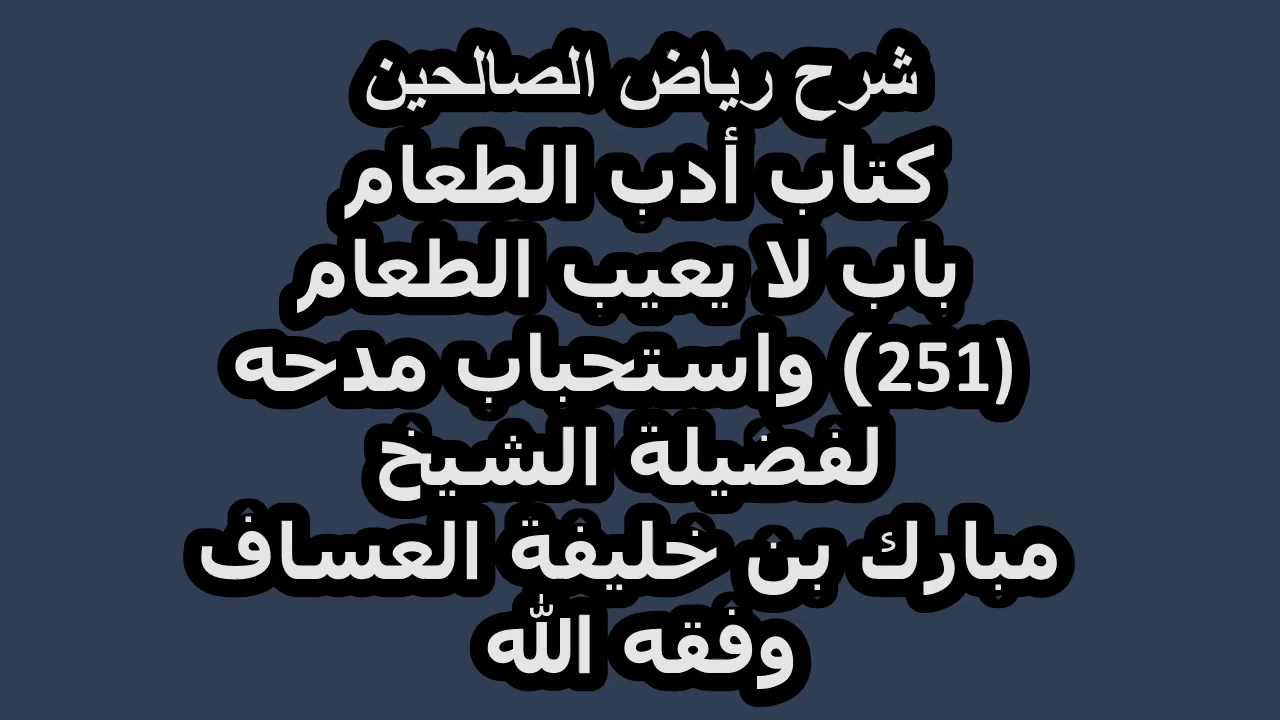 شرح رياض الصالحين
كتاب أدب الطعام
باب لا يعيب الطعام
(251) واستحباب مدحه
لفضيلة الشيخ
مبارك بن خليفة العساف
وفقه الله